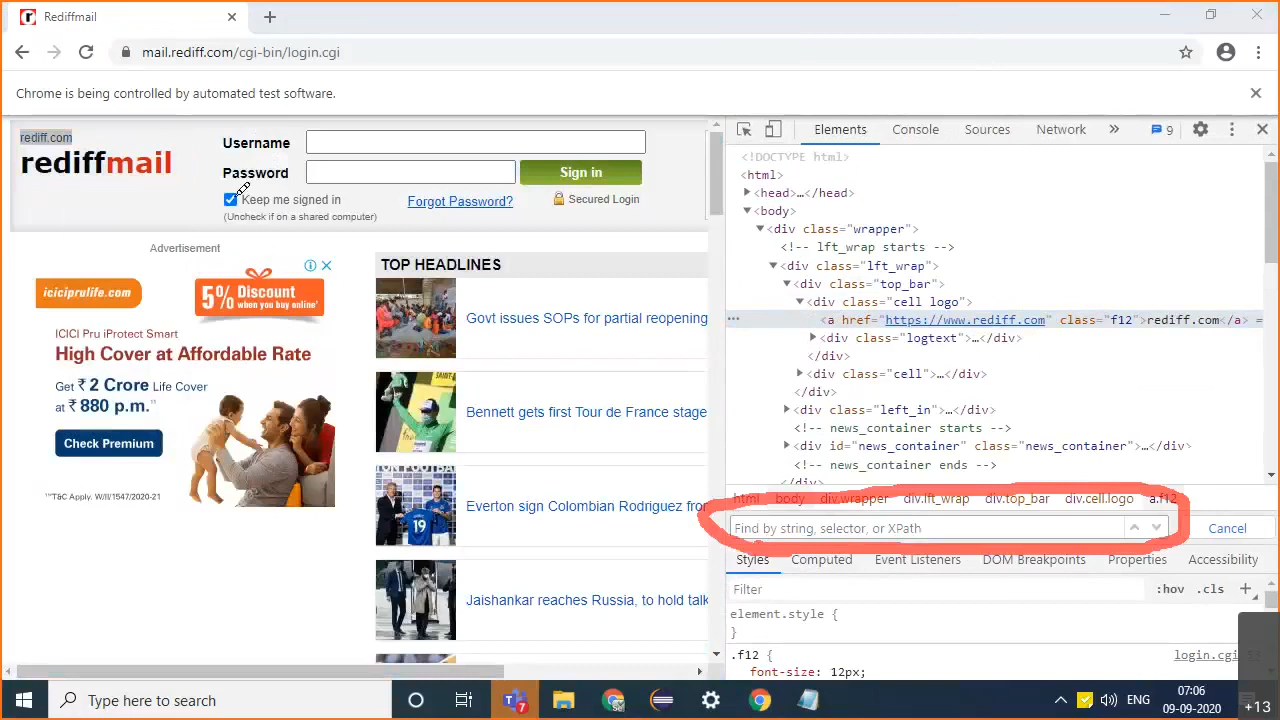 Rediffmail
mail.rediff.com/cgi-bin/login.cgi
Chrome is being controlled by automated test software.
rediff.com
rediffmail
Username
Password
Sign in
Keep me signed in
(Uncheck if on a shared computer)
Forgot Password?
Secured Login
Advertisement
iciciprulife.com
5% Discount
when you buy online
ICICI Pru iProtect Smart
High Cover at Affordable Rate
Get ₹ 2 Crore Life Cover
at ₹ 880 p.m.
Check Premium
T&C Apply. W/II/1547/2020-21
TOP HEADLINES
Govt issues SOPs for partial reopening
Bennett gets first Tour de France stage
Everton sign Colombian Rodriguez from
19
Jaishankar reaches Russia, to hold talk
Elements Console Sources Network » 9
<!DOCTYPE html>
<html>
<head>…</head>
<body>
<div class="wrapper">
<!-- lft_wrap starts -->
<div class="lft_wrap">
<div class="top_bar">
<div class="cell logo">
<a href="https://www.rediff.com" class="f12">rediff.com</a> =
<div class="logtext">…</div>
</div>
<div class="cell">…</div>
</div>
<div class="left_in">…</div>
<!-- news_container starts -->
<div id="news_container" class="news_container">…</div>
<!-- news_container ends -->
html body div.wrapper div.lft_wrap div.top_bar div.cell.logo a.f12
Find by string, selector, or XPath
Cancel
Styles Computed Event Listeners DOM Breakpoints Properties Accessibility
Filter
:hov .cls +
element.style {
}
.f12 {
login.cgi
font-size: 12px;
Type here to search
7
ENG
07:06
09-09-2020
+13